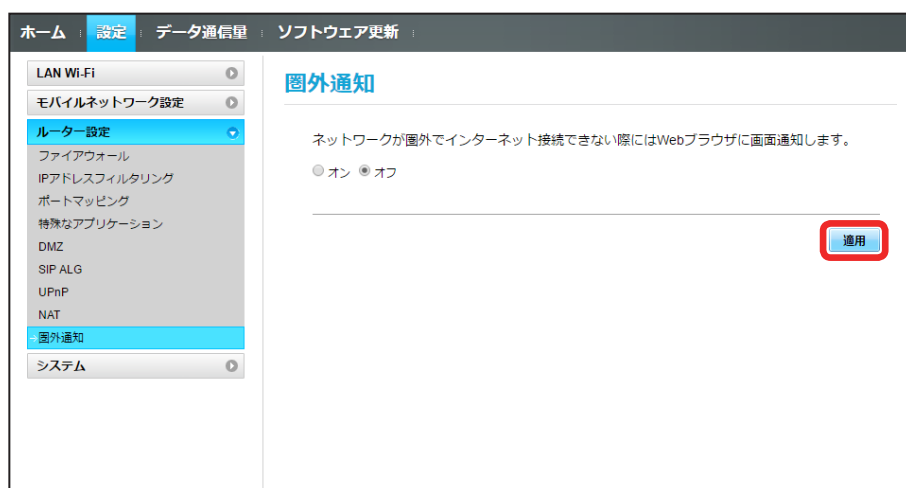 ホーム 設定 データ通信量 ソフトウェア更新
LAN Wi-Fi
モバイルネットワーク設定
ルーター設定
ファイアウォール
IPアドレスフィルタリング
ポートマッピング
特殊なアプリケーション
DMZ
SIP ALG
UPnP
NAT
圏外通知
システム
圏外通知
ネットワークが圏外でインターネット接続できない際にはWebブラウザに画面通知します。
オン オフ
適用